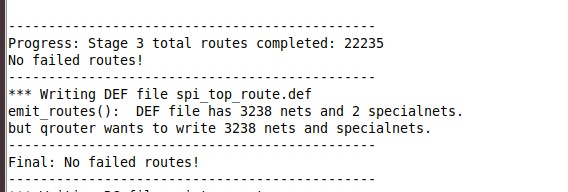 ------------------------------------------------
Progress: Stage 3 total routes completed: 22235
No failed routes!
------------------------------------------------
*** Writing DEF file spi_top_route.def
emit_routes():  DEF file has 3238 nets and 2 specialnets.
but qrouter wants to write 3238 nets and specialnets.
------------------------------------------------
Final: No failed routes!
------------------------------------------------